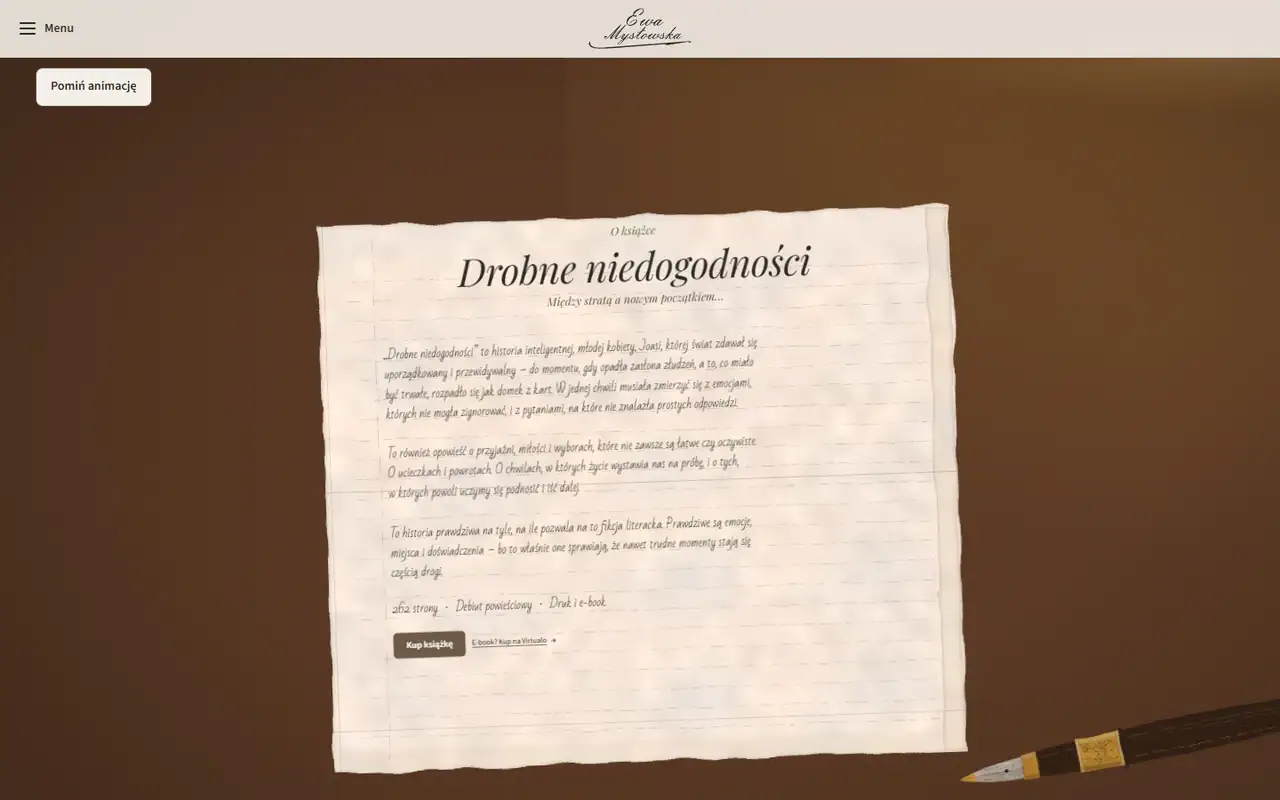 Menu
Ewa
Mysłowska
Pomiń animację
O książce
Drobne niedogodności
Między stratą a nowym początkiem...
„Drobne niedogodności” to historia inteligentnej, młodej kobiety, Joasi, której świat zdawał się
uporządkowany i przewidywalny – do momentu, gdy opadła zasłona złudzeń, a to, co miało
być trwałe, rozpadło się jak domek z kart. W jednej chwili musiała zmierzyć się z emocjami,
których nie mogła zignorować, i z pytaniami, na które nie znalazła prostych odpowiedzi.
To również opowieść o przyjaźni, miłości i wyborach, które nie zawsze są łatwe czy oczywiste.
O ucieczkach i powrotach. O chwilach, w których życie wystawia nas na próbę, i o tych,
w których powoli uczymy się podnosić i iść dalej.
To historia prawdziwa na tyle, na ile pozwala na to fikcja literacka. Prawdziwe są emocje,
miejsca i doświadczenia – bo to właśnie one sprawiają, że nawet trudne momenty stają się
częścią drogi.
262 strony · Debiut powieściowy · Druk i e-book
Kup książkę
E-book? Kup na Virtualo →